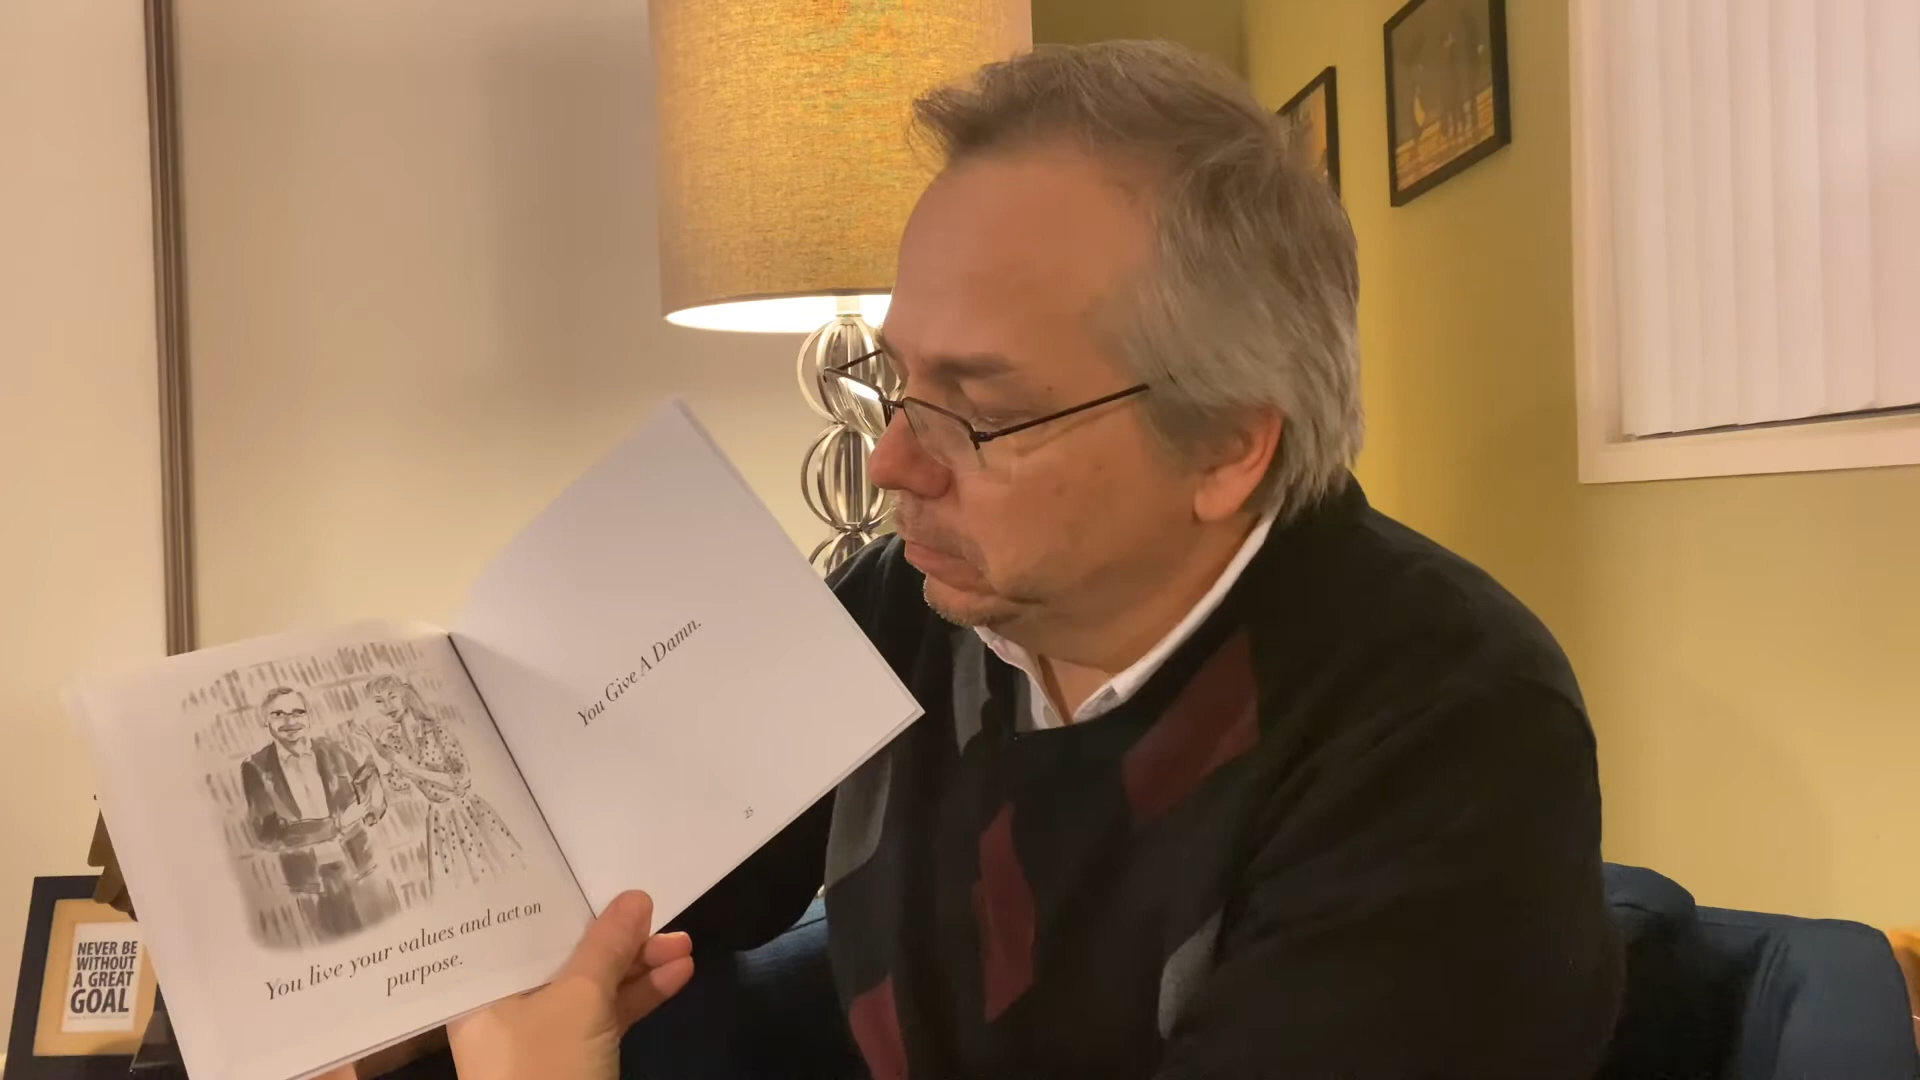 You live your values and act on
purpose.
You Give A Damn.
25
NEVER BE
WITHOUT
A GREAT
GOAL